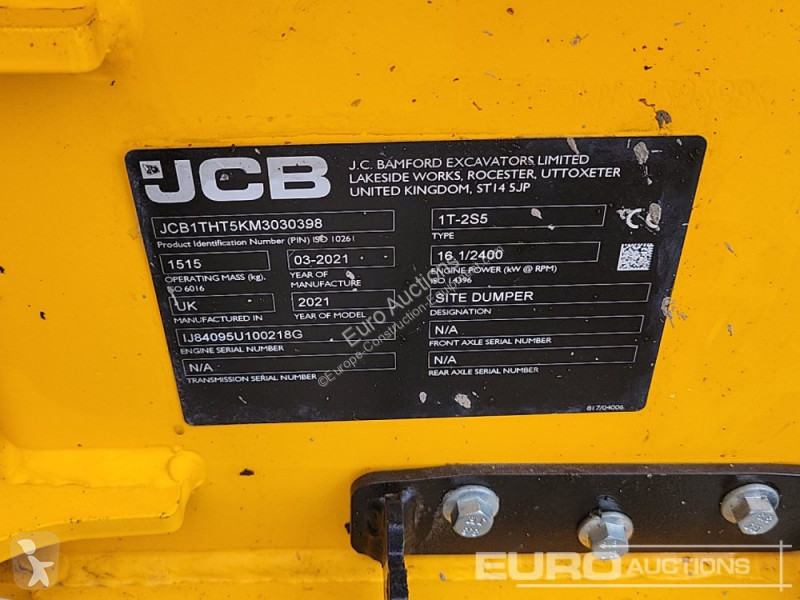 JCB
J.C. BAMFORD EXCAVATORS LIMITED
LAKESIDE WORKS, ROCESTER, UTTOXETER
UNITED KINGDOM, ST14 5JP
JCB1THT5KM3030398
Product Identification Number (PIN) ISO 10261
1T-2S5
TYPE
1515
OPERATING MASS (kg).
ISO 6016
03-2021
YEAR OF
MANUFACTURE
16.1/2400
ENGINE POWER (kW @ RPM)
ISO 14396
UK
MANUFACTURED IN
2021
YEAR OF MODEL
SITE DUMPER
DESIGNATION
IJ84095U100218G
ENGINE SERIAL NUMBER
N/A
FRONT AXLE SERIAL NUMBER
N/A
TRANSMISSION SERIAL NUMBER
N/A
REAR AXLE SERIAL NUMBER
817/04006
Euro Auctions
©Europe-Construction-Equipment
EUROAUCTIONS